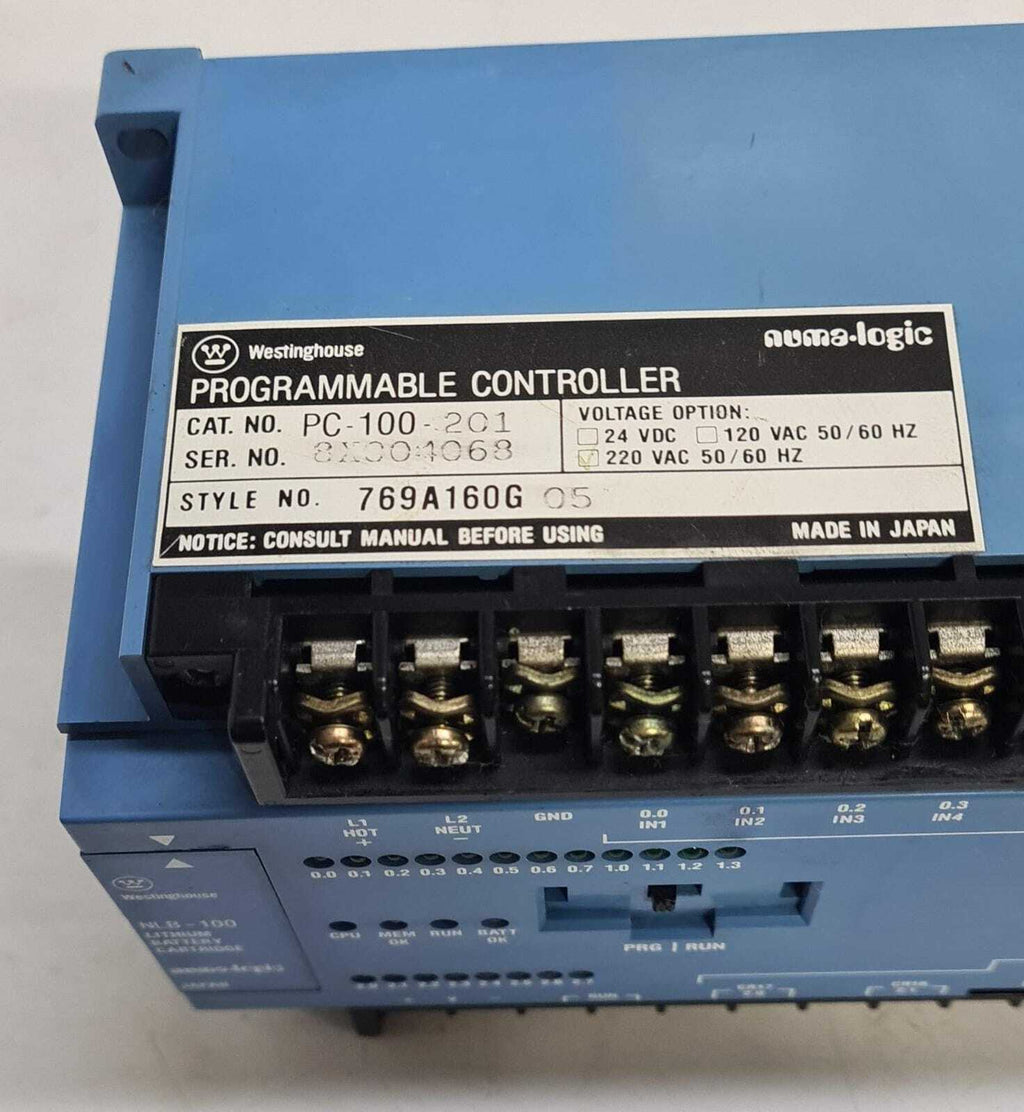 Westinghouse
numa-logic
PROGRAMMABLE CONTROLLER
CAT. NO. PC-100-201
SER. NO. 8X004068
VOLTAGE OPTION:
24 VDC 120 VAC 50/60 HZ
220 VAC 50/60 HZ
STYLE NO. 769A160G 05
NOTICE: CONSULT MANUAL BEFORE USING
MADE IN JAPAN
L1 L2 GND 0.0 0.1 0.2 0.3
HOT NEUT IN1 IN2 IN3 IN4
+ −
0.0 0.1 0.2 0.3 0.4 0.5 0.6 0.7 1.0 1.1 1.2 1.3
Westinghouse
NLB-100
LITHIUM
BATTERY
CARTRIDGE
numa-logic
JAPAN
CPU MEM RUN BATT
OK OK
PRG | RUN
RUN